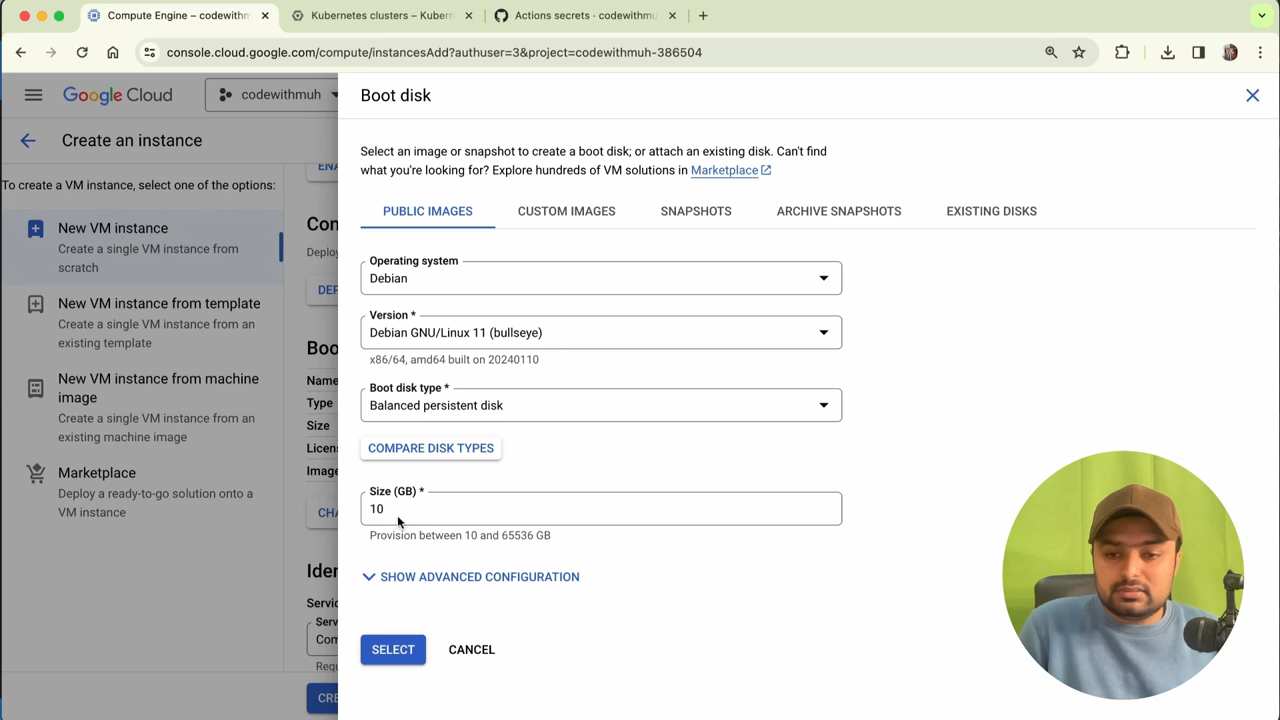 Compute Engine – codewithm
Kubernetes clusters – Kubern
Actions secrets · codewithmu
console.cloud.google.com/compute/instancesAdd?authuser=3&project=codewithmuh-386504
Google Cloud
codewithmuh
Create an instance
To create a VM instance, select one of the options:
New VM instance
Create a single VM instance from
scratch
New VM instance from template
Create a single VM instance from an
existing template
New VM instance from machine
image
Create a single VM instance from an
existing machine image
Marketplace
Deploy a ready-to-go solution onto a
VM instance
ENA
Con
Deploy
DEP
Boo
Name
Type
Size
Licens
Image
CHA
Iden
Servic
Serv
Com
Requ
CRE
Boot disk
Select an image or snapshot to create a boot disk; or attach an existing disk. Can't find
what you're looking for? Explore hundreds of VM solutions in Marketplace
PUBLIC IMAGES
CUSTOM IMAGES
SNAPSHOTS
ARCHIVE SNAPSHOTS
EXISTING DISKS
Operating system
Debian
Version *
Debian GNU/Linux 11 (bullseye)
x86/64, amd64 built on 20240110
Boot disk type *
Balanced persistent disk
COMPARE DISK TYPES
Size (GB) *
10
Provision between 10 and 65536 GB
SHOW ADVANCED CONFIGURATION
SELECT
CANCEL